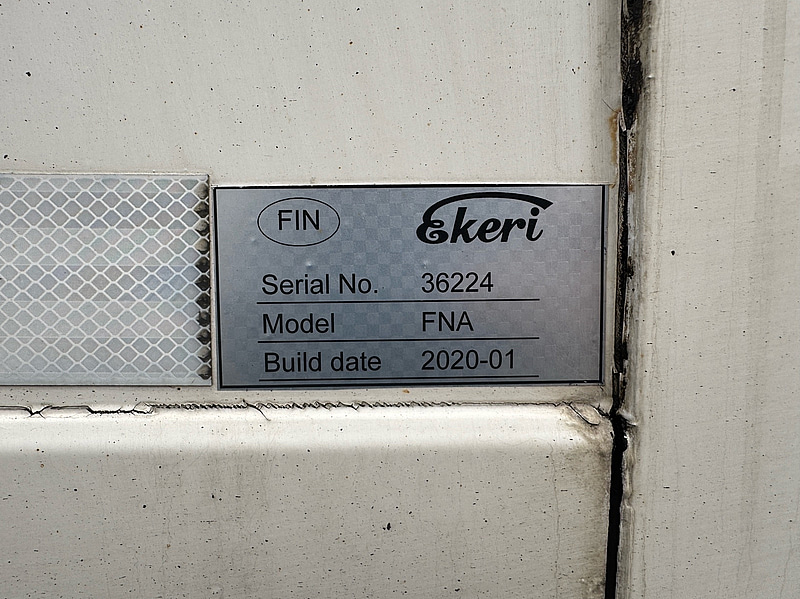 FIN Ekeri
Serial No. 36224
Model FNA
Build date 2020-01